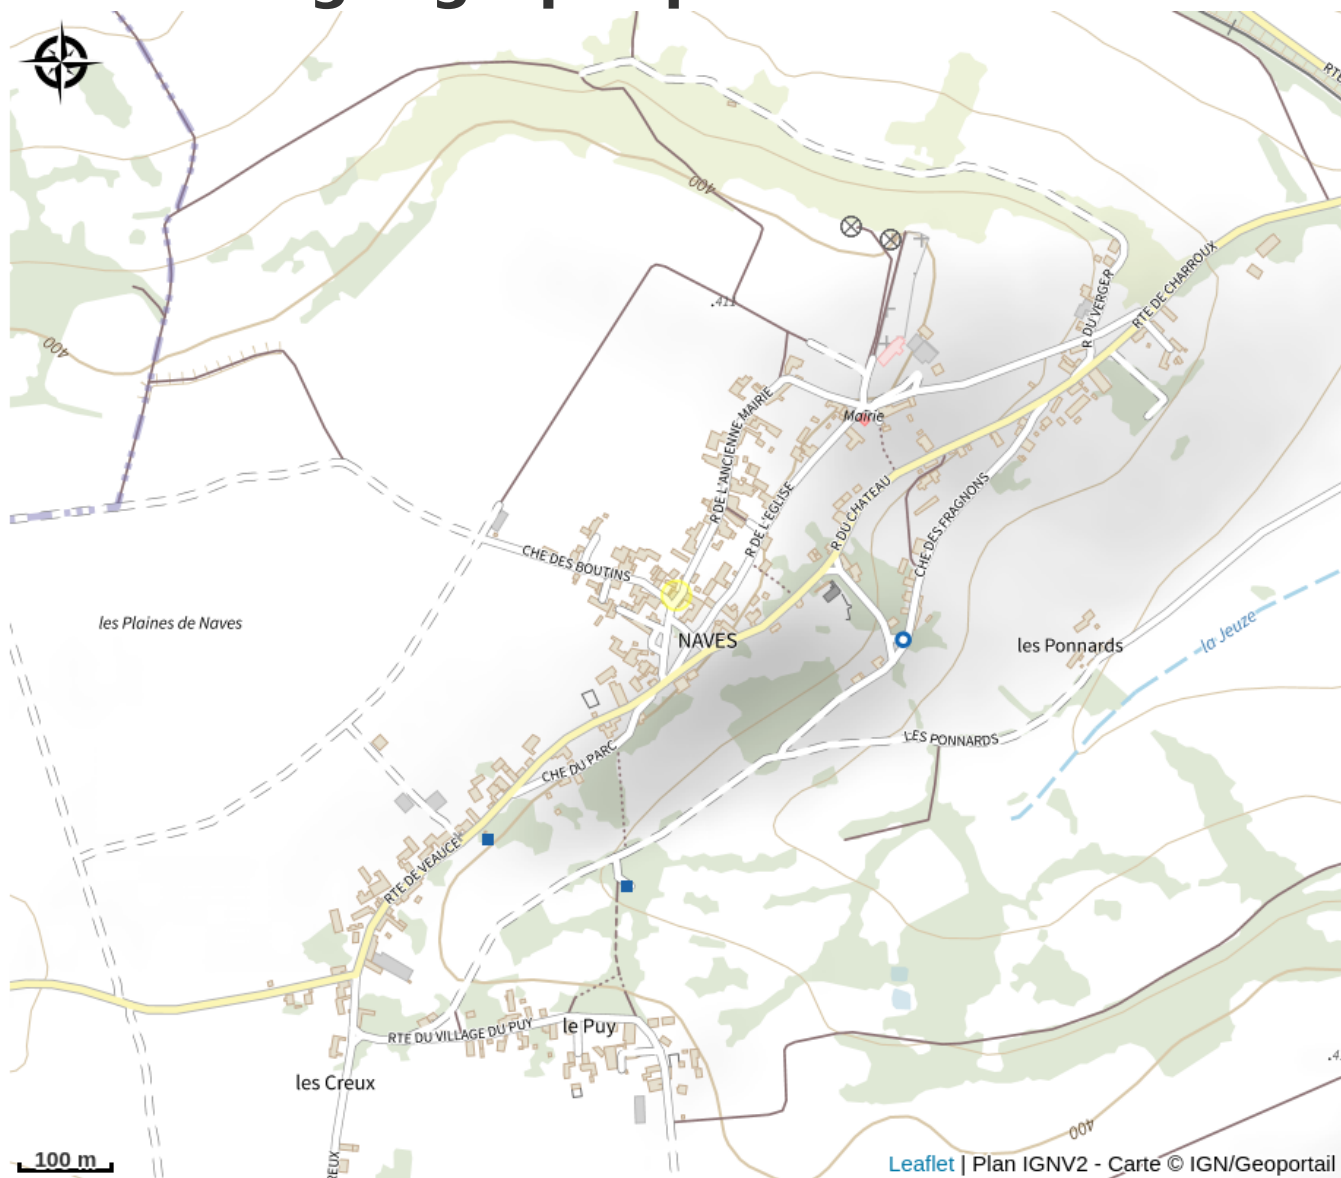 400
RTE DE CHARROUX
R DU VERGER
.411
400
Mairie
R DE L'ANCIENNE MAIRIE
R DE L'EGLISE
R DU CHATEAU
CHE DES FRAGNONS
CHE DES BOUTINS
les Plaines de Naves
NAVES
les Ponnards
la Jeuze
LES PONNARDS
CHE DU PARC
RTE DE VEAUCE
le Puy
RTE DU VILLAGE DU PUY
les Creux
400
100 m
Leaflet | Plan IGNV2 - Carte © IGN/Geoportail